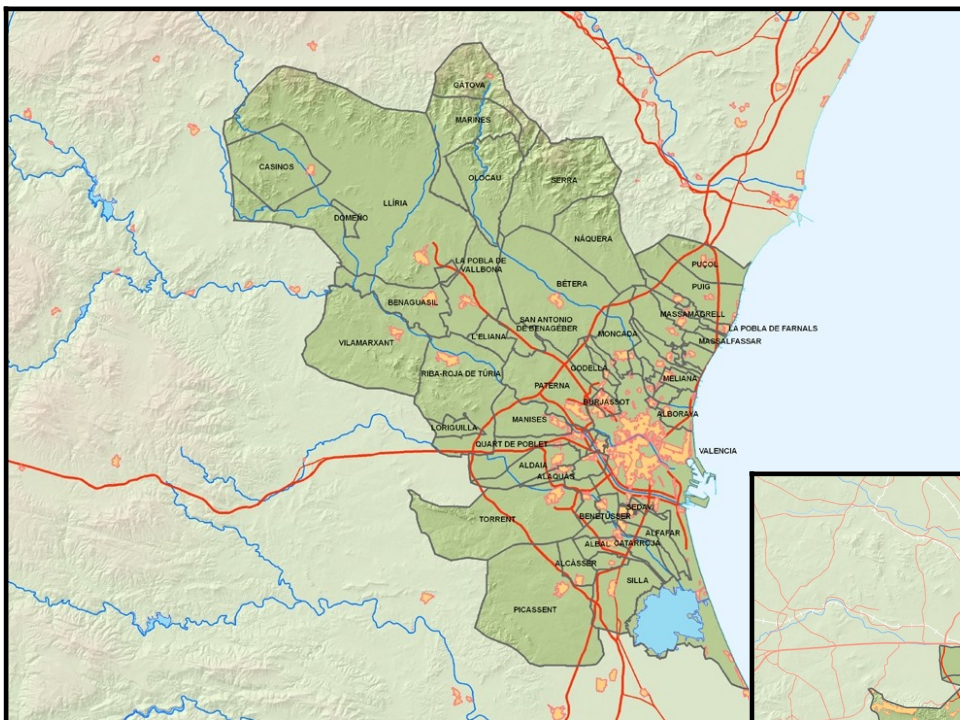 GÁTOVA
MARINES
CASINOS
OLOCAU
SERRA
LLÍRIA
DOMEÑO
NÁQUERA
LA POBLA DE
VALLBONA
PUÇOL
BÉTERA
PUIG
BENAGUASIL
MASSAMAGRELL
SAN ANTONIO
DE BENAGÉBER
LA POBLA DE FARNALS
MONCADA
L'ELIANA
VILAMARXANT
MASSALFASSAR
GODELLA
RIBA-ROJA DE TÚRIA
MELIANA
PATERNA
BURJASSOT
ALBORAYA
MANISES
LORIGUILLA
QUART DE POBLET
VALENCIA
ALDAIA
ALAQUÀS
SEDAVÍ
BENETÚSSER
TORRENT
ALFAFAR
ALBAL
CATARROJA
ALCÀSSER
SILLA
PICASSENT